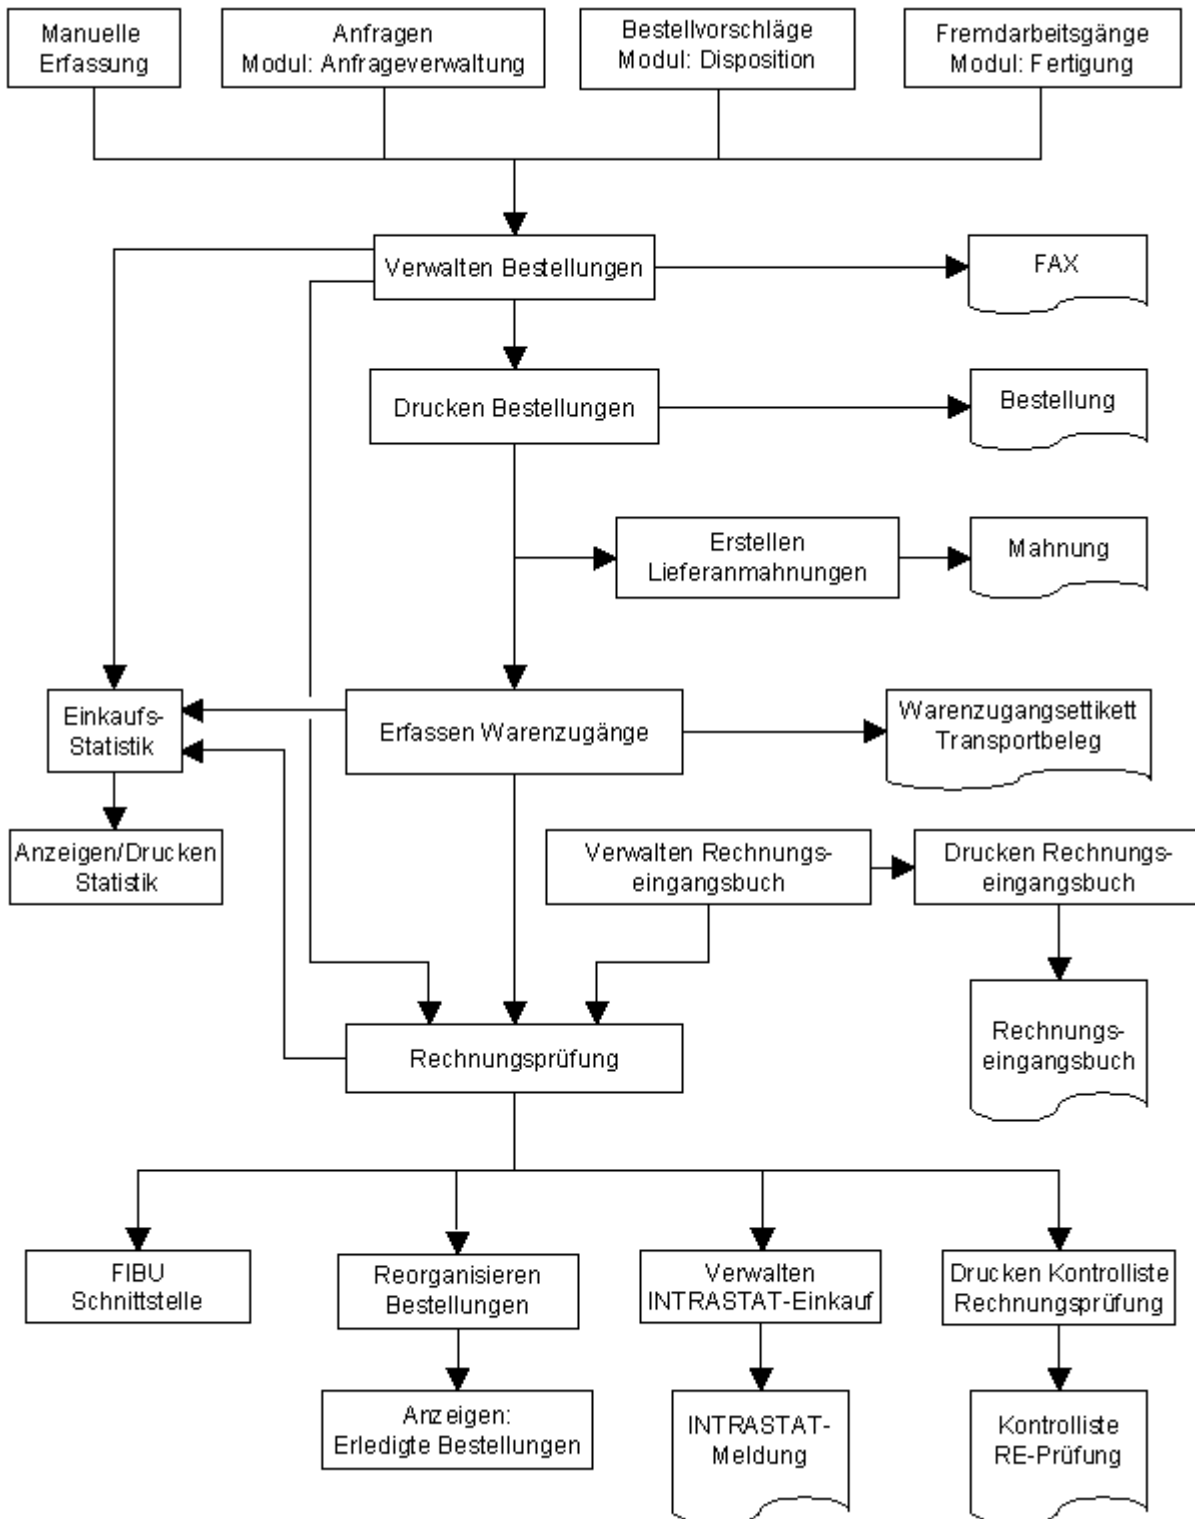 Manuelle
Erfassung
Anfragen
Modul: Anfrageverwaltung
Bestellvorschläge
Modul: Disposition
Fremdarbeitsgänge
Modul: Fertigung
Verwalten Bestellungen
FAX
Drucken Bestellungen
Bestellung
Erstellen
Lieferanmahnungen
Mahnung
Einkaufs-
Statistik
Erfassen Warenzugänge
Warenzugangsettikett
Transportbeleg
Anzeigen/Drucken
Statistik
Verwalten Rechnungs-
eingangsbuch
Drucken Rechnungs-
eingangsbuch
Rechnungs-
eingangsbuch
Rechnungsprüfung
FIBU
Schnittstelle
Reorganisieren
Bestellungen
Verwalten
INTRASTAT-Einkauf
Drucken Kontrolliste
Rechnungsprüfung
Anzeigen:
Erledigte Bestellungen
INTRASTAT-
Meldung
Kontrolliste
RE-Prüfung